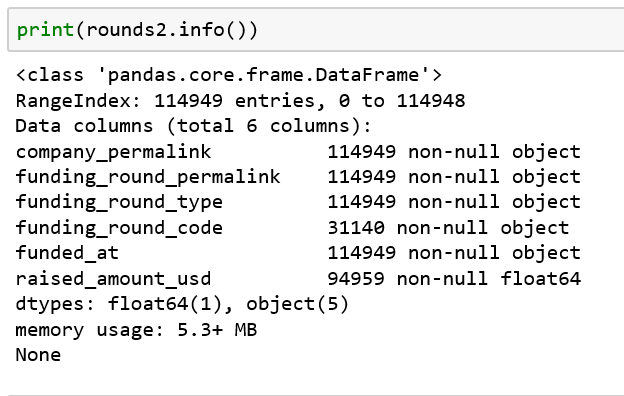 print(rounds2.info())
<class 'pandas.core.frame.DataFrame'>
RangeIndex: 114949 entries, 0 to 114948
Data columns (total 6 columns):
company_permalink          114949 non-null object
funding_round_permalink    114949 non-null object
funding_round_type         114949 non-null object
funding_round_code         31140 non-null object
funded_at                  114949 non-null object
raised_amount_usd          94959 non-null float64
dtypes: float64(1), object(5)
memory usage: 5.3+ MB
None